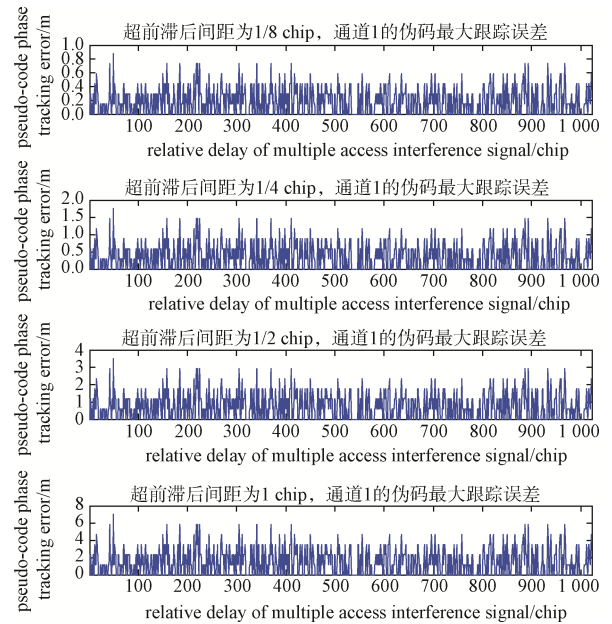 超前滞后间距为1/8 chip，通道1的伪码最大跟踪误差
pseudo-code phase
tracking error/m
1.0
0.8
0.6
0.4
0.2
0.0
100 200 300 400 500 600 700 800 900 1 000
relative delay of multiple access interference signal/chip
超前滞后间距为1/4 chip，通道1的伪码最大跟踪误差
pseudo-code phase
tracking error/m
2.0
1.5
1.0
0.5
0.0
100 200 300 400 500 600 700 800 900 1 000
relative delay of multiple access interference signal/chip
超前滞后间距为1/2 chip，通道1的伪码最大跟踪误差
pseudo-code phase
tracking error/m
4
3
2
1
0
100 200 300 400 500 600 700 800 900 1 000
relative delay of multiple access interference signal/chip
超前滞后间距为1 chip，通道1的伪码最大跟踪误差
pseudo-code phase
tracking error/m
8
6
4
2
0
100 200 300 400 500 600 700 800 900 1 000
relative delay of multiple access interference signal/chip